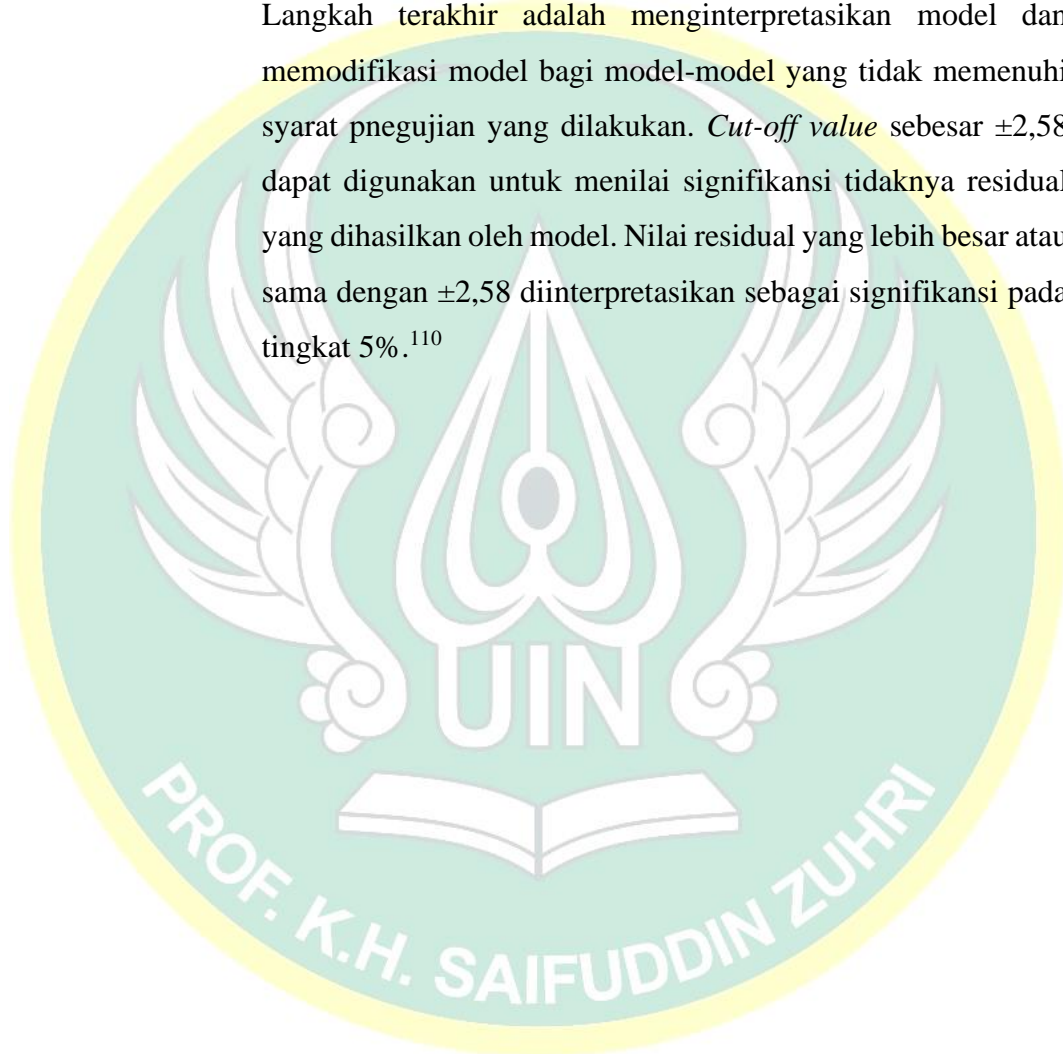 Langkah terakhir adalah menginterpretasikan model dan
memodifikasi model bagi model-model yang tidak memenuhi
syarat pnegujian yang dilakukan. Cut-off value sebesar ±2,58
dapat digunakan untuk menilai signifikansi tidaknya residual
yang dihasilkan oleh model. Nilai residual yang lebih besar atau
sama dengan ±2,58 diinterpretasikan sebagai signifikansi pada
tingkat 5%.110
UIN
PROF. K.H. SAIFUDDIN ZUHRI